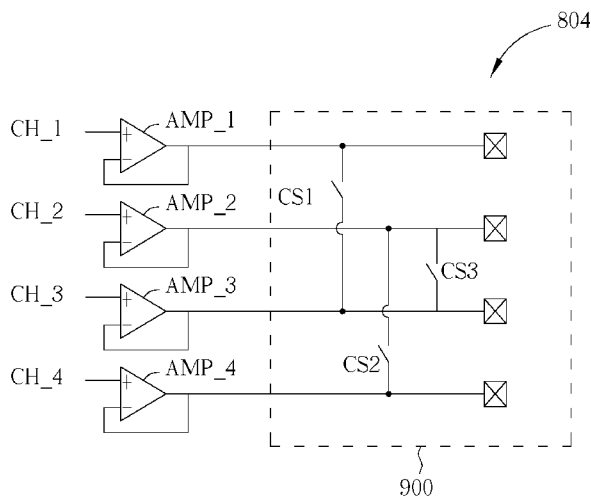 804
CH_1 AMP_1
CS1
CH_2 AMP_2
CS3
CH_3 AMP_3
CS2
CH_4 AMP_4
900